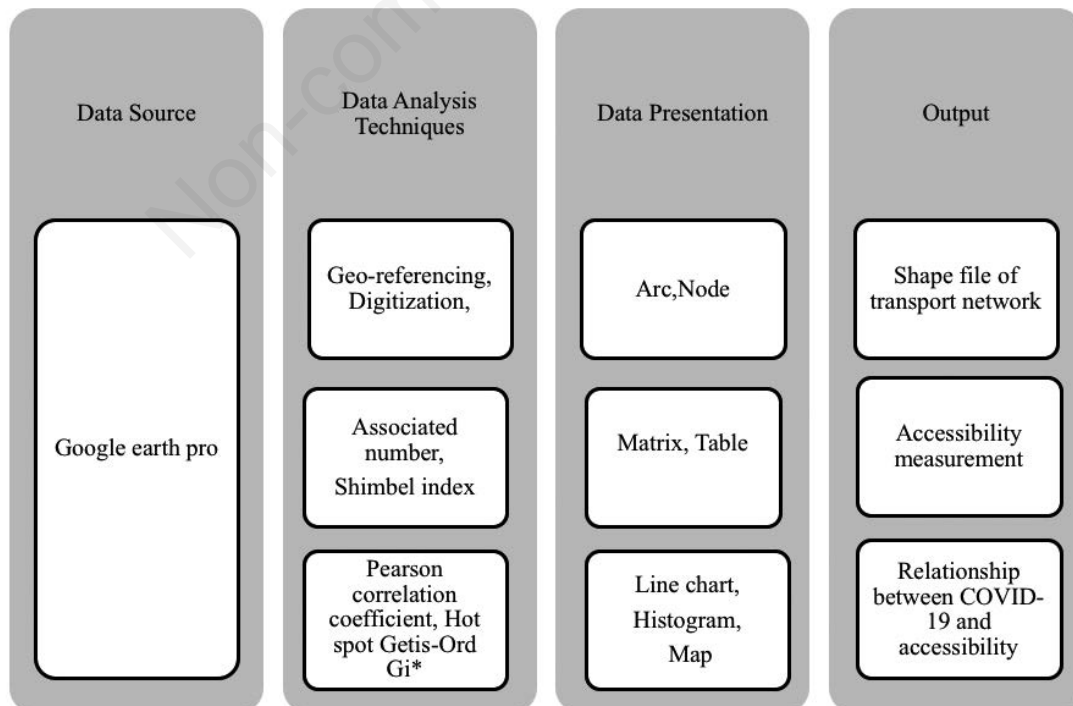 Data Source
Google earth pro
Data Analysis
Techniques
Geo-referencing,
Digitization,
Associated
number,
Shimbel index
Pearson
correlation
coefficient, Hot
spot Getis-Ord
Gi*
Data Presentation
Arc,Node
Matrix, Table
Line chart,
Histogram,
Map
Output
Shape file of
transport network
Accessibility
measurement
Relationship
between COVID-
19 and
accessibility
Non-com